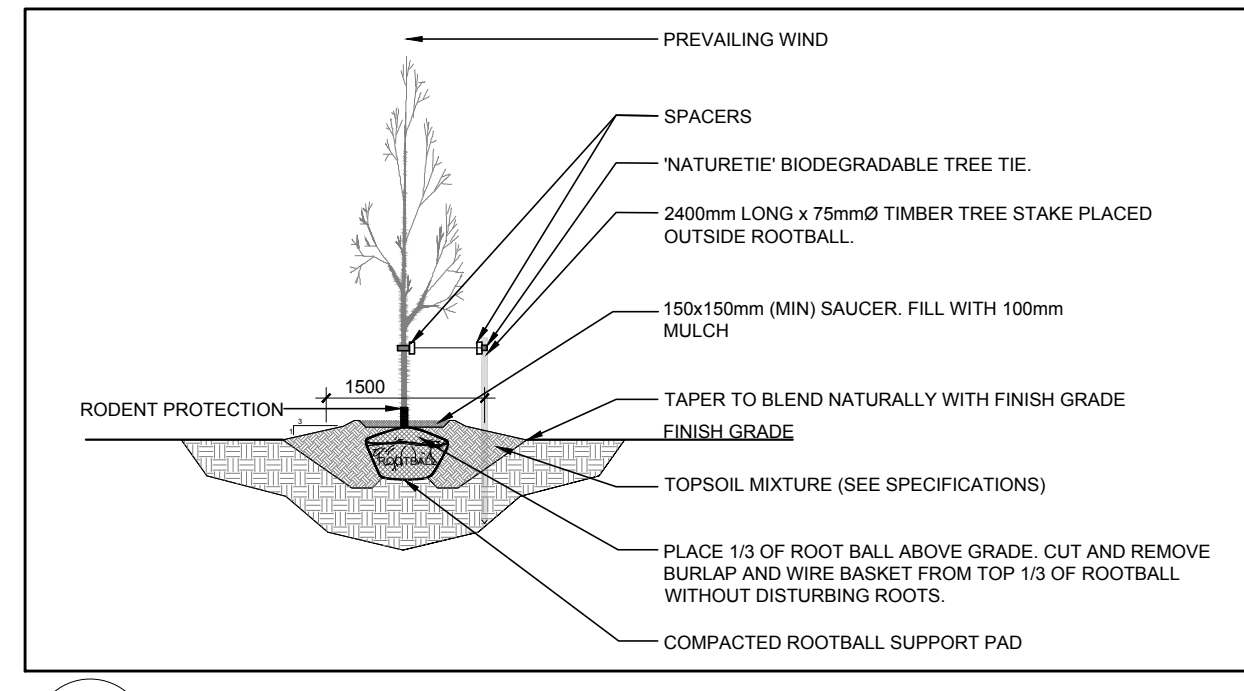 PREVAILING WIND
SPACERS
'NATURETIE' BIODEGRADABLE TREE TIE.
2400mm LONG x 75mmØ TIMBER TREE STAKE PLACED
OUTSIDE ROOTBALL.
150x150mm (MIN) SAUCER. FILL WITH 100mm
MULCH
1500
RODENT PROTECTION
3
1
TAPER TO BLEND NATURALLY WITH FINISH GRADE
FINISH GRADE
ROOTBALL
TOPSOIL MIXTURE (SEE SPECIFICATIONS)
PLACE 1/3 OF ROOT BALL ABOVE GRADE. CUT AND REMOVE
BURLAP AND WIRE BASKET FROM TOP 1/3 OF ROOTBALL
WITHOUT DISTURBING ROOTS.
COMPACTED ROOTBALL SUPPORT PAD